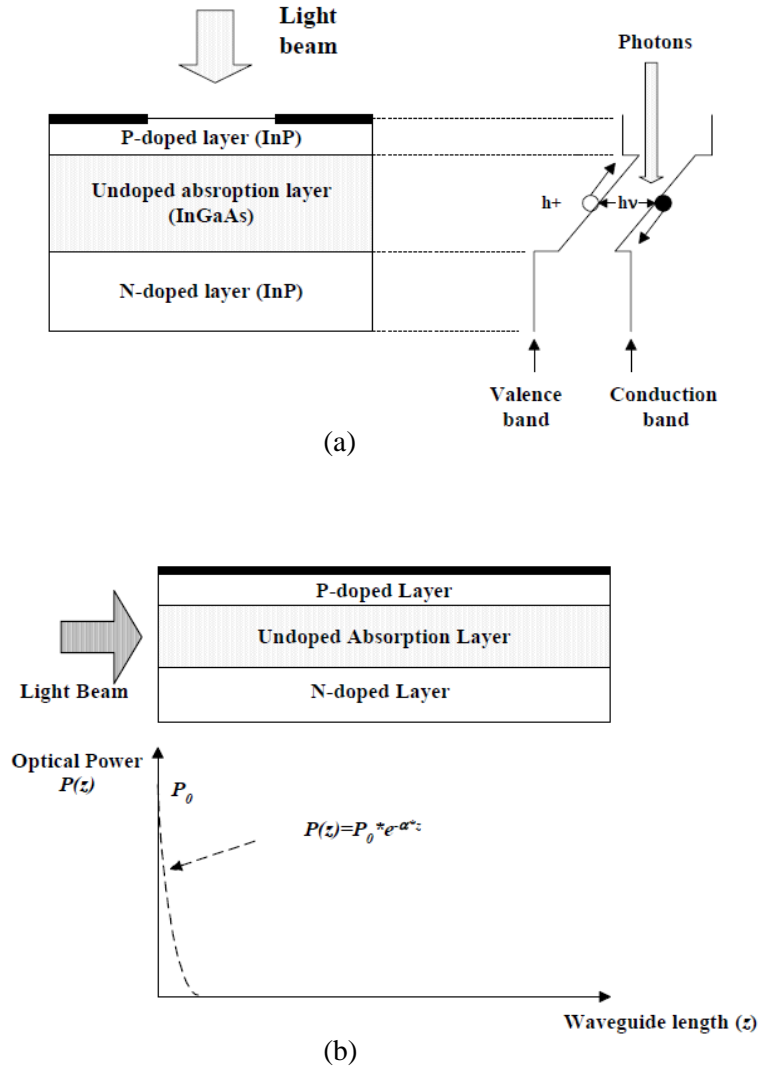 Light
beam
Photons
P-doped layer (InP)
Undoped absroption layer
(InGaAs)
h+
hν
N-doped layer (InP)
Valence
band
Conduction
band
(a)
P-doped Layer
Undoped Absorption Layer
Light Beam
N-doped Layer
Optical Power
P(z)
P₀
P(z)=P₀*e^-α*z
Waveguide length (z)
(b)